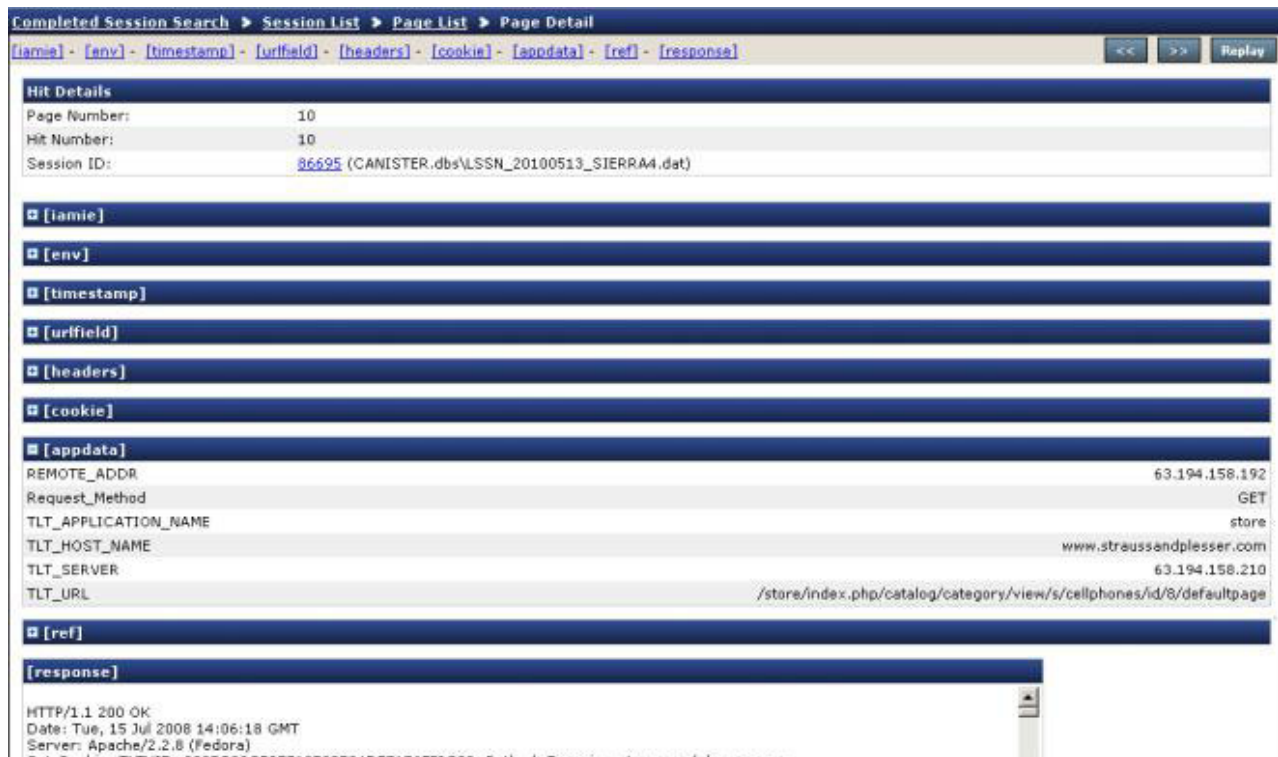 Completed Session Search > Session List > Page List > Page Detail
[iamie] - [env] - [timestamp] - [urlfield] - [headers] - [cookie] - [appdata] - [ref] - [response] << >> Replay
Hit Details
Page Number: 10
Hit Number: 10
Session ID: 86695 (CANISTER.dbs\LSSN_20100513_SIERRA4.dat)
[iamie]
[env]
[timestamp]
[urlfield]
[headers]
[cookie]
[appdata]
REMOTE_ADDR 63.194.158.192
Request_Method GET
TLT_APPLICATION_NAME store
TLT_HOST_NAME www.straussandplesser.com
TLT_SERVER 63.194.158.210
TLT_URL /store/index.php/catalog/category/view/s/cellphones/id/8/defaultpage
[ref]
[response]
HTTP/1.1 200 OK
Date: Tue, 15 Jul 2008 14:06:18 GMT
Server: Apache/2.2.8 (Fedora)